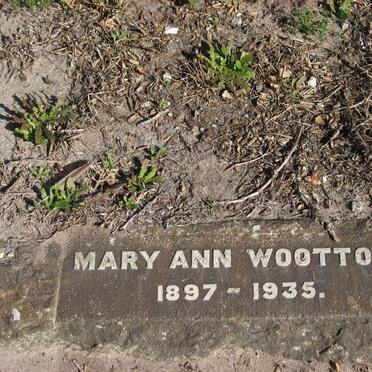 MARY ANN WOOTTO
1897 - 1935.